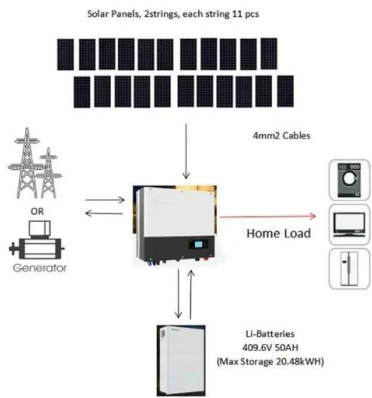 Solar Panels, 2strings, each string 11 pcs
4mm2 Cables
OR
Generator
Home Load
Li-Batteries
409.6V 50AH
(Max Storage 20.48kWH)